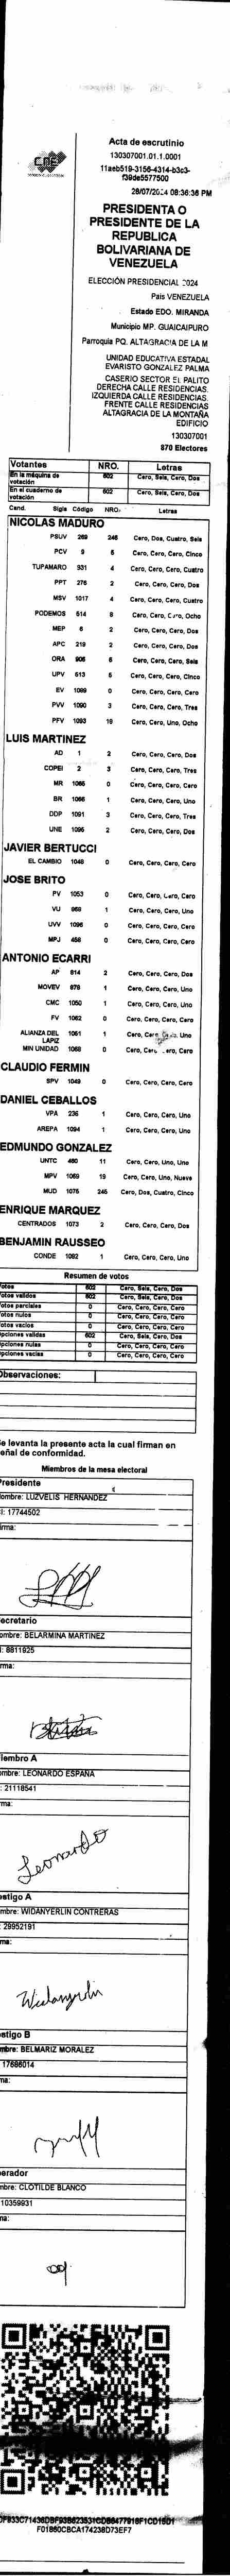 CNE
Acta de escrutinio
130307001.01.1.0001
11aeb519-3156-4314-b3c3-
f39de5577500
28/07/2024 08:36:36 PM
PRESIDENTA O
PRESIDENTE DE LA
REPUBLICA
BOLIVARIANA DE
VENEZUELA
ELECCIÓN PRESIDENCIAL 2024
País VENEZUELA
Estado EDO. MIRANDA
Municipio MP. GUAICAIPURO
Parroquia PQ. ALTAGRACIA DE LA M
UNIDAD EDUCATIVA ESTADAL
EVARISTO GONZALEZ PALMA
CASERIO SECTOR EL PALITO
DERECHA CALLE RESIDENCIAS.
IZQUIERDA CALLE RESIDENCIAS.
FRENTE CALLE RESIDENCIAS
ALTAGRACIA DE LA MONTAÑA
EDIFICIO
130307001
870 Electores
Votantes NRO. Letras
En la máquina de votación 602 Cero, Seis, Cero, Dos
En el cuaderno de votación 602 Cero, Seis, Cero, Dos
Cand. Sigla Código NRO. Letras
NICOLAS MADURO
PSUV 269 246 Cero, Dos, Cuatro, Seis
PCV 9 5 Cero, Cero, Cero, Cinco
TUPAMARO 931 4 Cero, Cero, Cero, Cuatro
PPT 276 2 Cero, Cero, Cero, Dos
MSV 1017 4 Cero, Cero, Cero, Cuatro
PODEMOS 514 8 Cero, Cero, Cero, Ocho
MEP 6 2 Cero, Cero, Cero, Dos
APC 219 2 Cero, Cero, Cero, Dos
ORA 906 6 Cero, Cero, Cero, Seis
UPV 513 5 Cero, Cero, Cero, Cinco
EV 1099 0 Cero, Cero, Cero, Cero
PVV 1090 3 Cero, Cero, Cero, Tres
PFV 1093 18 Cero, Cero, Uno, Ocho
LUIS MARTINEZ
AD 1 2 Cero, Cero, Cero, Dos
COPEI 2 3 Cero, Cero, Cero, Tres
MR 1065 0 Cero, Cero, Cero, Cero
BR 1066 1 Cero, Cero, Cero, Uno
DDP 1091 3 Cero, Cero, Cero, Tres
UNE 1095 2 Cero, Cero, Cero, Dos
JAVIER BERTUCCI
EL CAMBIO 1048 0 Cero, Cero, Cero, Cero
JOSE BRITO
PV 1053 0 Cero, Cero, Cero, Cero
VU 868 1 Cero, Cero, Cero, Uno
UVV 1096 0 Cero, Cero, Cero, Cero
MPJ 458 0 Cero, Cero, Cero, Cero
ANTONIO ECARRI
AP 814 2 Cero, Cero, Cero, Dos
MOVEV 878 1 Cero, Cero, Cero, Uno
CMC 1050 1 Cero, Cero, Cero, Uno
FV 1062 0 Cero, Cero, Cero, Cero
ALIANZA DEL LAPIZ 1061 1 Cero, Uno
MIN UNIDAD 1068 0 Cero, Cero
CLAUDIO FERMIN
SPV 1049 0 Cero, Cero, Cero, Cero
DANIEL CEBALLOS
VPA 236 1 Cero, Cero, Cero, Uno
AREPA 1094 1 Cero, Cero, Cero, Uno
EDMUNDO GONZALEZ
UNTC 460 11 Cero, Cero, Uno, Uno
MPV 1069 19 Cero, Cero, Uno, Nueve
MUD 1075 245 Cero, Dos, Cuatro, Cinco
ENRIQUE MARQUEZ
CENTRADOS 1073 2 Cero, Cero, Cero, Dos
BENJAMIN RAUSSEO
CONDE 1092 1 Cero, Cero, Cero, Uno
Resumen de votos
otos 602 Cero, Seis, Cero, Dos
otos validos 602 Cero, Seis, Cero, Dos
otos parciales 0 Cero, Cero, Cero, Cero
otos nulos 0 Cero, Cero, Cero, Cero
otos vacios 0 Cero, Cero, Cero, Cero
pciones validas 602 Cero, Seis, Cero, Dos
pciones nulas 0 Cero, Cero, Cero, Cero
pciones vacias 0 Cero, Cero, Cero, Cero
Observaciones:
e levanta la presente acta la cual firman en
eñal de conformidad.
Miembros de la mesa electoral
residente
ombre: LUZVELIS HERNANDEZ
I: 17744502
irma:
ecretario
ombre: BELARMINA MARTINEZ
: 8811925
rma:
iembro A
ombre: LEONARDO ESPAÑA
: 21118541
ma:
Leonardo
estigo A
mbre: WIDANYERLIN CONTRERAS
29952191
ma:
Widanyerlin
stigo B
mbre: BELMARIZ MORALEZ
17686014
na:
erador
nbre: CLOTILDE BLANCO
10359931
na:
F01860CBCA174238D73EF7